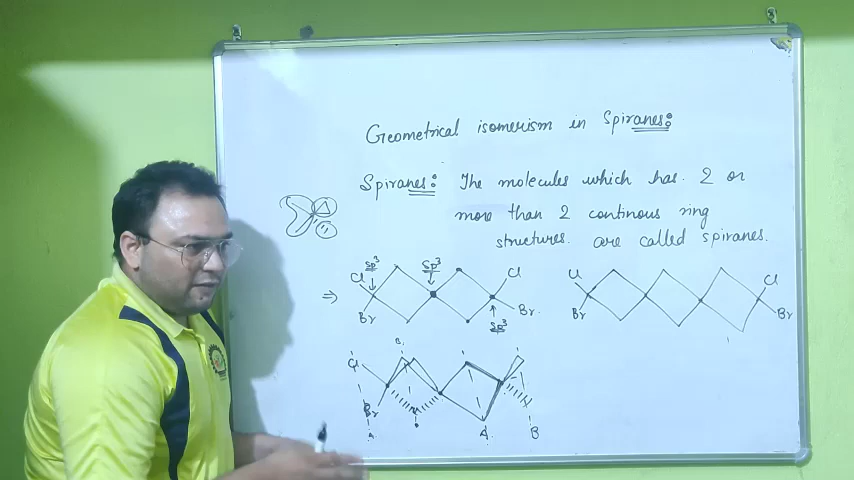 Geometrical isomerism in Spiranes:
Spiranes: The molecules which has 2 or
more than 2 continous ring
structures. are called spiranes.
Cl sp³ sp³ Cl
⇒
Br Br.
sp³
Cl Cl
Br Br
Cl B
Br
A A B